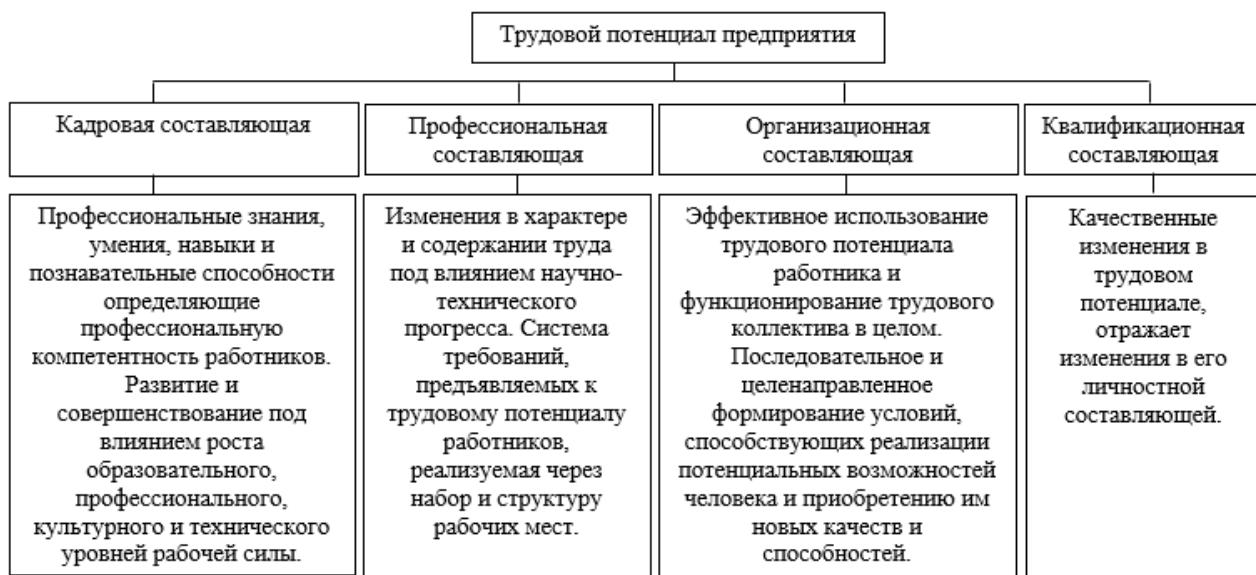 Трудовой потенциал предприятия
Кадровая составляющая
Профессиональная
составляющая
Организационная
составляющая
Квалификационная
составляющая
Профессиональные знания,
умения, навыки и
познавательные способности
определяющие
профессиональную
компетентность работников.
Развитие и
совершенствование под
влиянием роста
образовательного,
профессионального,
культурного и технического
уровней рабочей силы.
Изменения в характере
и содержании труда
под влиянием научно-
технического
прогресса. Система
требований,
предъявляемых к
трудовому потенциалу
работников,
реализуемая через
набор и структуру
рабочих мест.
Эффективное использование
трудового потенциала
работника и
функционирование трудового
коллектива в целом.
Последовательное и
целенаправленное
формирование условий,
способствующих реализации
потенциальных возможностей
человека и приобретению им
новых качеств и
способностей.
Качественные
изменения в
трудовом
потенциале,
отражает
изменения в его
личностной
составляющей.